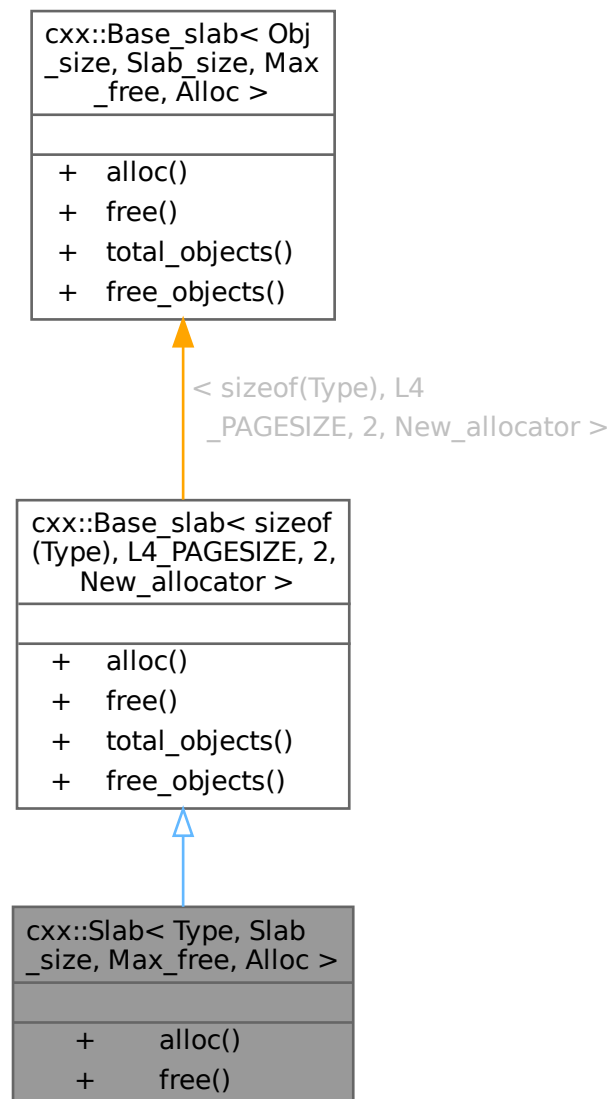 cxx::Base_slab< Obj
_size, Slab_size, Max
_free, Alloc >
+ alloc()
+ free()
+ total_objects()
+ free_objects()
< sizeof(Type), L4
_PAGESIZE, 2, New_allocator >
cxx::Base_slab< sizeof
(Type), L4_PAGESIZE, 2,
New_allocator >
+ alloc()
+ free()
+ total_objects()
+ free_objects()
cxx::Slab< Type, Slab
_size, Max_free, Alloc >
+ alloc()
+ free()